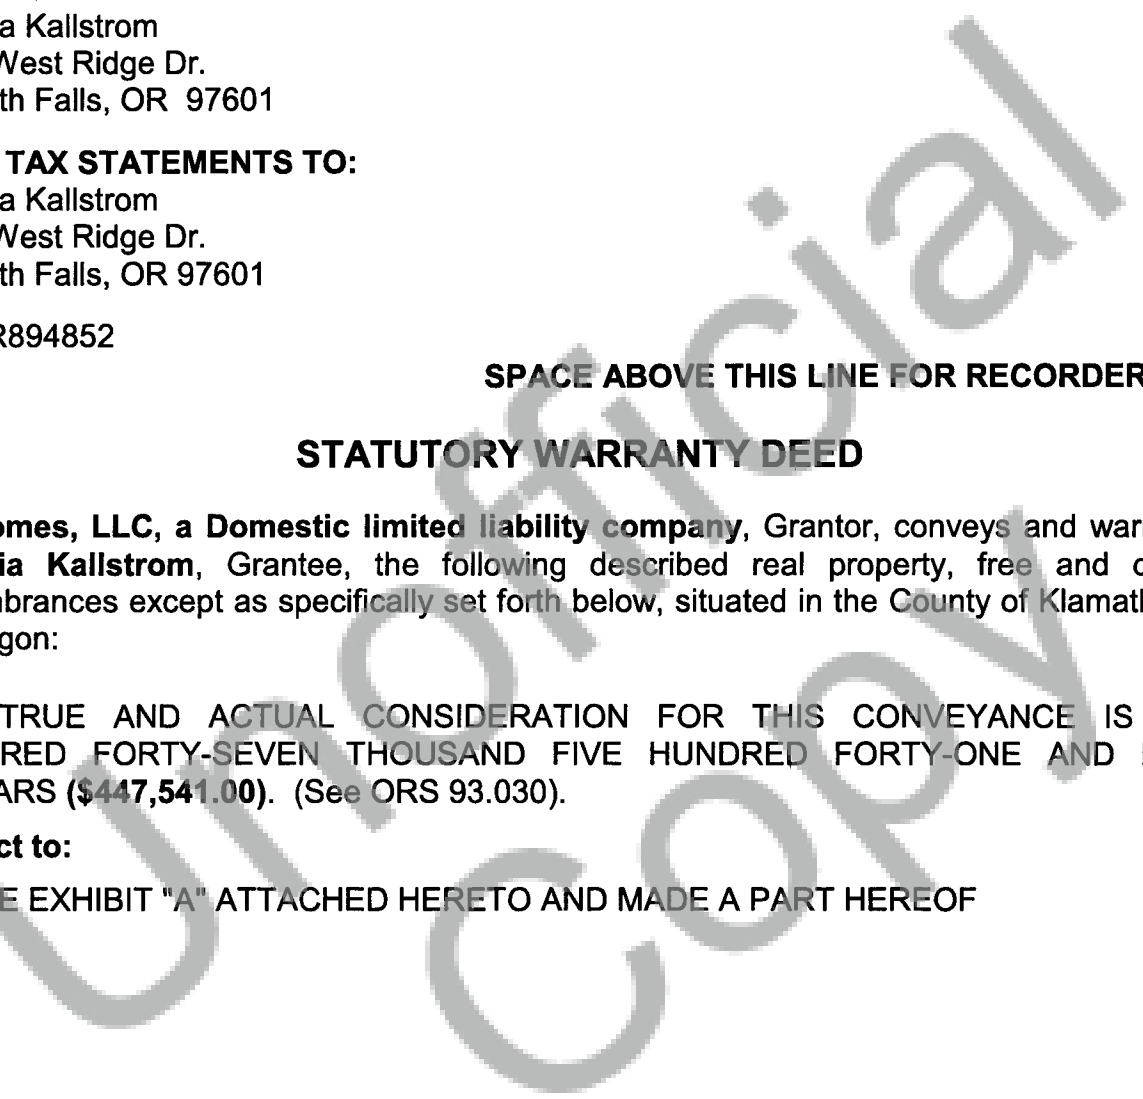 a Kallstrom
West Ridge Dr.
th Falls, OR 97601
TAX STATEMENTS TO:
a Kallstrom
West Ridge Dr.
th Falls, OR 97601
R894852
SPACE ABOVE THIS LINE FOR RECORDER
STATUTORY WARRANTY DEED
omes, LLC, a Domestic limited liability company, Grantor, conveys and warr
ia Kallstrom, Grantee, the following described real property, free and c
mbrances except as specifically set forth below, situated in the County of Klamath
gon:
TRUE AND ACTUAL CONSIDERATION FOR THIS CONVEYANCE IS
RED FORTY-SEVEN THOUSAND FIVE HUNDRED FORTY-ONE AND
ARS ($447,541.00). (See ORS 93.030).
ct to:
E EXHIBIT "A" ATTACHED HERETO AND MADE A PART HEREOF
Unofficial
Copy